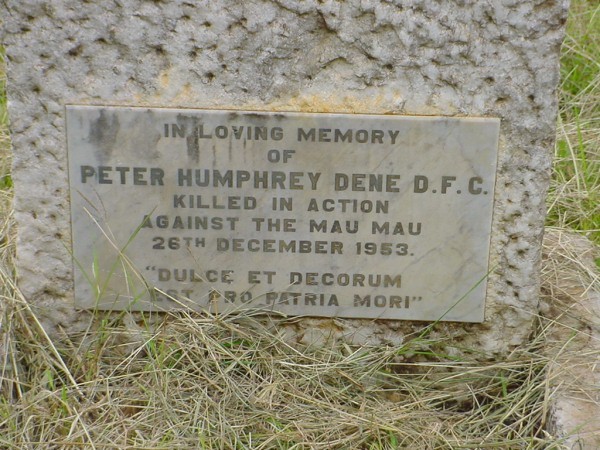 IN LOVING MEMORY
OF
PETER HUMPHREY DENE D.F.C.
KILLED IN ACTION
AGAINST THE MAU MAU
26TH DECEMBER 1953.
"DULCE ET DECORUM
EST PRO PATRIA MORI"